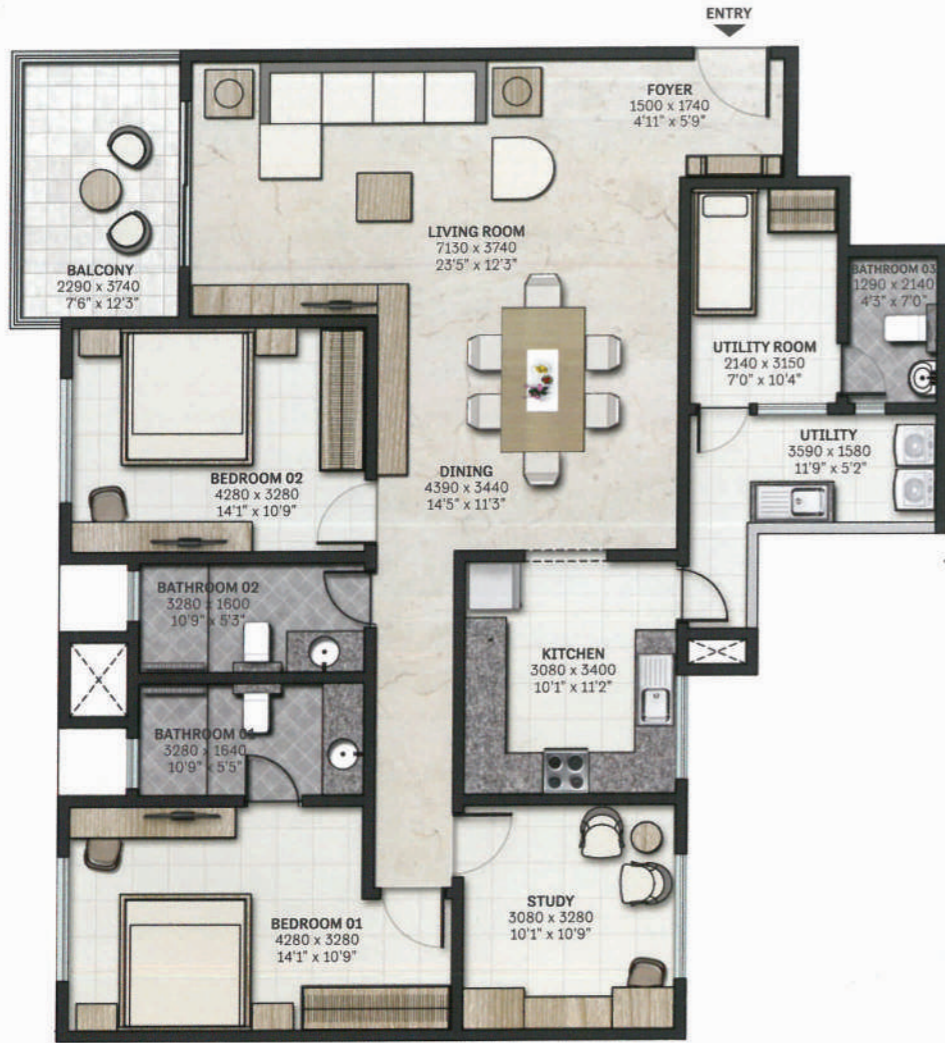 ENTRY
FOYER
1500 x 1740
4'11" x 5'9"
LIVING ROOM
7130 x 3740
23'5" x 12'3"
BALCONY
2290 x 3740
7'6" x 12'3"
BATHROOM 03
1290 x 2140
4'3" x 7'0"
UTILITY ROOM
2140 x 3150
7'0" x 10'4"
UTILITY
3590 x 1580
11'9" x 5'2"
BEDROOM 02
4280 x 3280
14'1" x 10'9"
DINING
4390 x 3440
14'5" x 11'3"
BATHROOM 02
3280 x 1600
10'9" x 5'3"
KITCHEN
3080 x 3400
10'1" x 11'2"
BATHROOM 01
3280 x 1640
10'9" x 5'5"
BEDROOM 01
4280 x 3280
14'1" x 10'9"
STUDY
3080 x 3280
10'1" x 10'9"